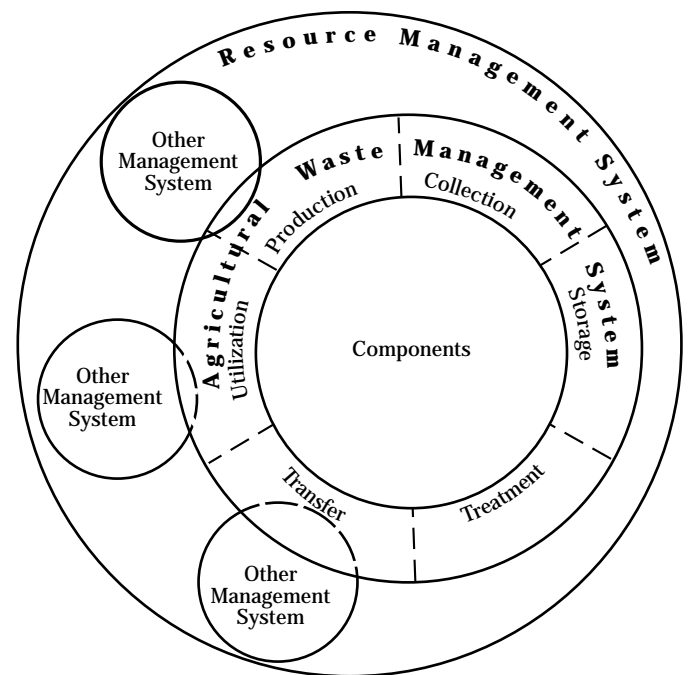 Resource Management System
Other
Management
System
Agricultural Waste Management System
Production
Collection
Storage
Utilization
Components
Other
Management
System
Transfer
Treatment
Other
Management
System